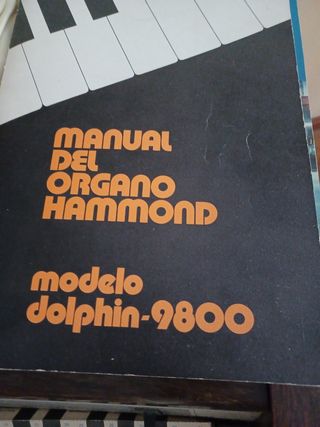 MANUAL
DEL
ORGANO
HAMMOND
modelo
dolphin-9800